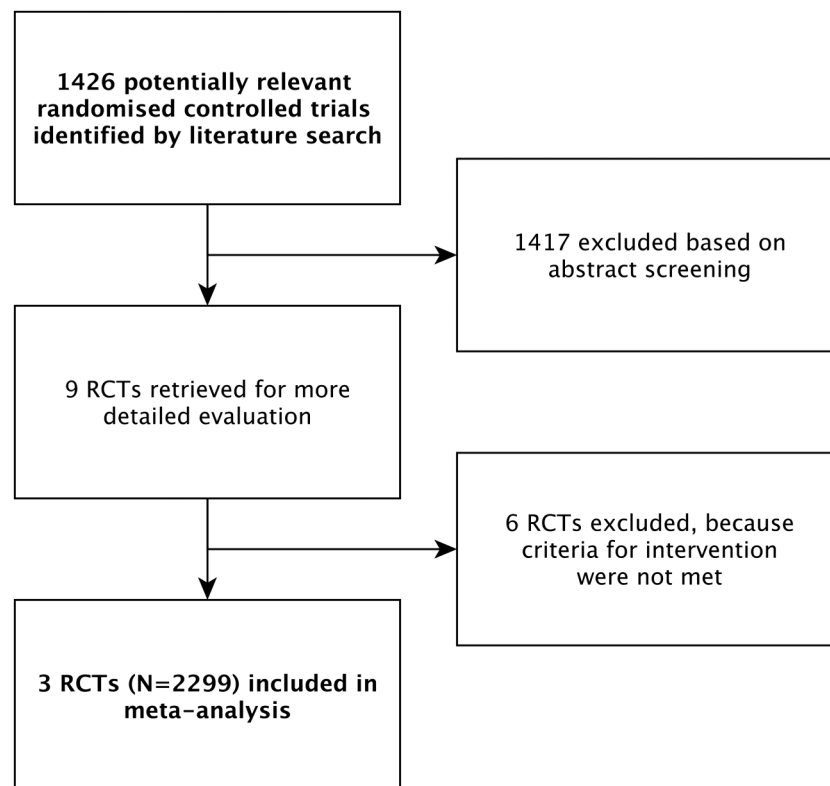 1426 potentially relevant
randomised controlled trials
identified by literature search
1417 excluded based on
abstract screening
9 RCTs retrieved for more
detailed evaluation
6 RCTs excluded, because
criteria for intervention
were not met
3 RCTs (N=2299) included in
meta-analysis